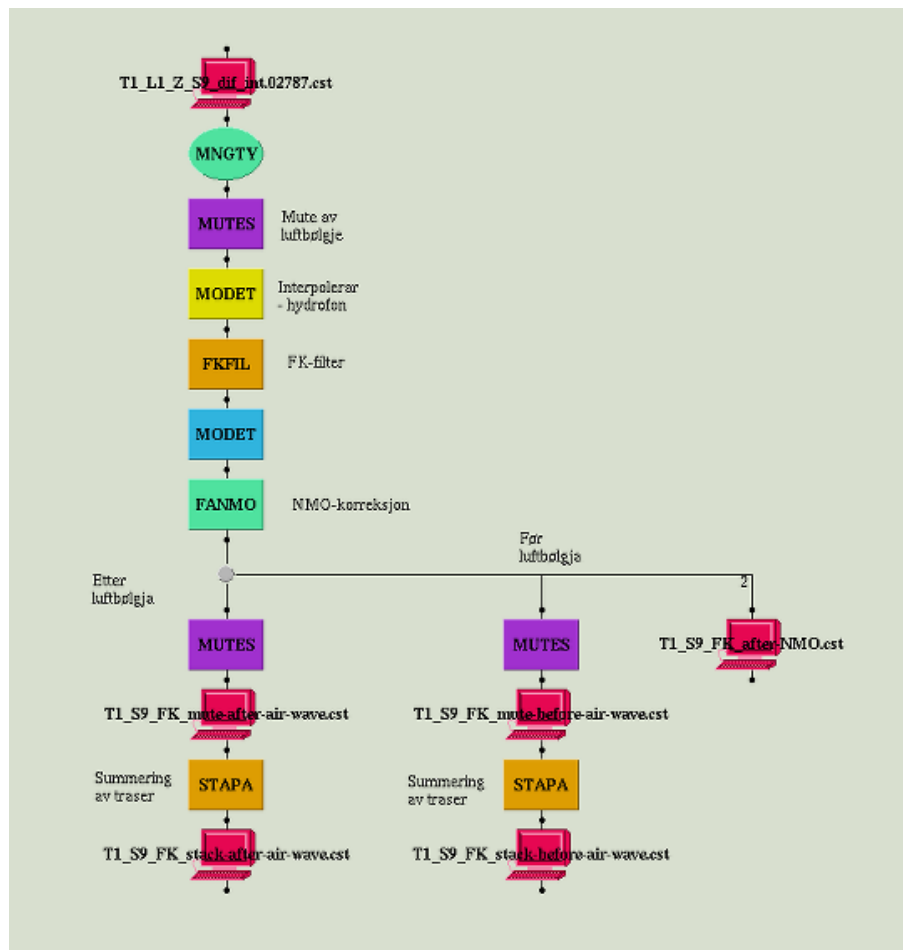 T1_L1_Z_S9_dif_int.02787.cst
MNGTY
MUTES
Mute av
luftbølgje
MODET
Interpolerar
- hydrofon
FKFIL
FK-filter
MODET
FANMO
NMO-korreksjon
Før
luftbølgja
2
Etter
luftbølgja
MUTES
MUTES
T1_S9_FK_after-NMO.cst
T1_S9_FK_mute-after-air-wave.cst
T1_S9_FK_mute-before-air-wave.cst
Summering
av traser
STAPA
Summering
av traser
STAPA
T1_S9_FK_stack-after-air-wave.cst
T1_S9_FK_stack-before-air-wave.cst